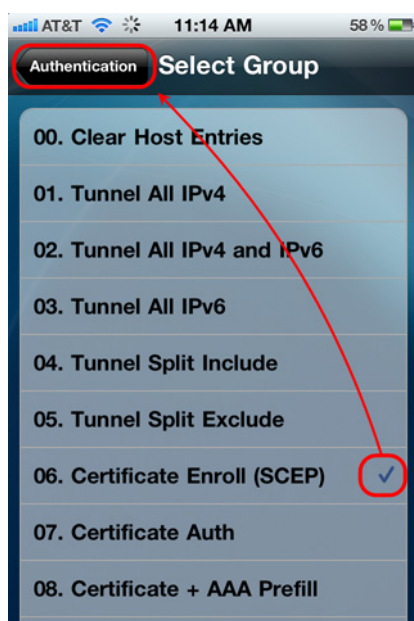 AT&T 11:14 AM 58 %
Authentication Select Group
00. Clear Host Entries
01. Tunnel All IPv4
02. Tunnel All IPv4 and IPv6
03. Tunnel All IPv6
04. Tunnel Split Include
05. Tunnel Split Exclude
06. Certificate Enroll (SCEP)
07. Certificate Auth
08. Certificate + AAA Prefill